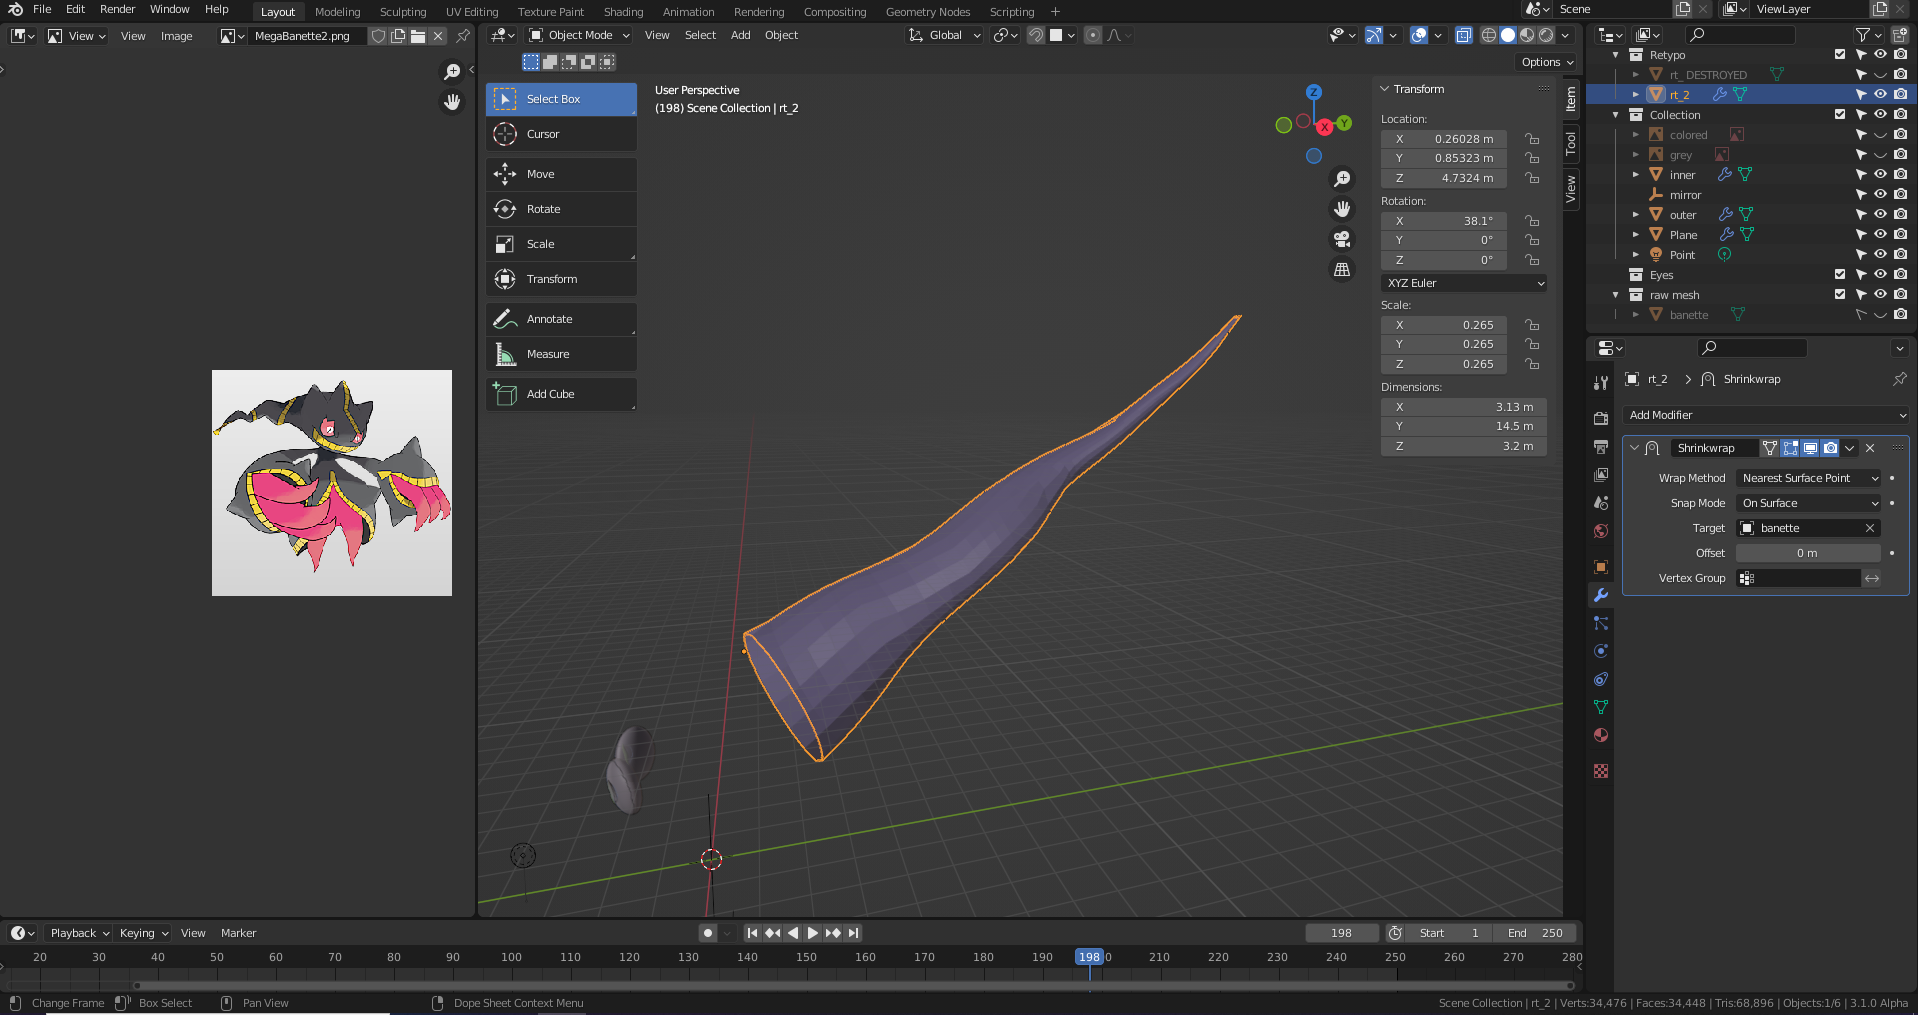 File Edit Render Window Help Layout Modeling Sculpting UV Editing Texture Paint Shading Animation Rendering Compositing Geometry Nodes Scripting + Scene ViewLayer
View View Image MegaBanette2.png Object Mode View Select Add Object Global
Options
Select Box
Cursor
Move
Rotate
Scale
Transform
Annotate
Measure
Add Cube
User Perspective
(198) Scene Collection | rt_2
Z
X
Y
Transform
Location:
X 0.26028 m
Y 0.85323 m
Z 4.7324 m
Rotation:
X 38.1°
Y 0°
Z 0°
XYZ Euler
Scale:
X 0.265
Y 0.265
Z 0.265
Dimensions:
X 3.13 m
Y 14.5 m
Z 3.2 m
Item
Tool
View
Retypo
rt_DESTROYED
rt_2
Collection
colored
grey
inner
mirror
outer
Plane
Point
Eyes
raw mesh
banette
rt_2 Shrinkwrap
Add Modifier
Shrinkwrap
Wrap Method Nearest Surface Point
Snap Mode On Surface
Target banette
Offset 0 m
Vertex Group
Playback Keying View Marker 198 Start 1 End 250
20 30 40 50 60 70 80 90 100 110 120 130 140 150 160 170 180 190 198 0 210 220 230 240 250 260 270 280
Change Frame Box Select Pan View Dope Sheet Context Menu Scene Collection | rt_2 | Verts:34,476 | Faces:34,448 | Tris:68,896 | Objects:1/6 | 3.1.0 Alpha